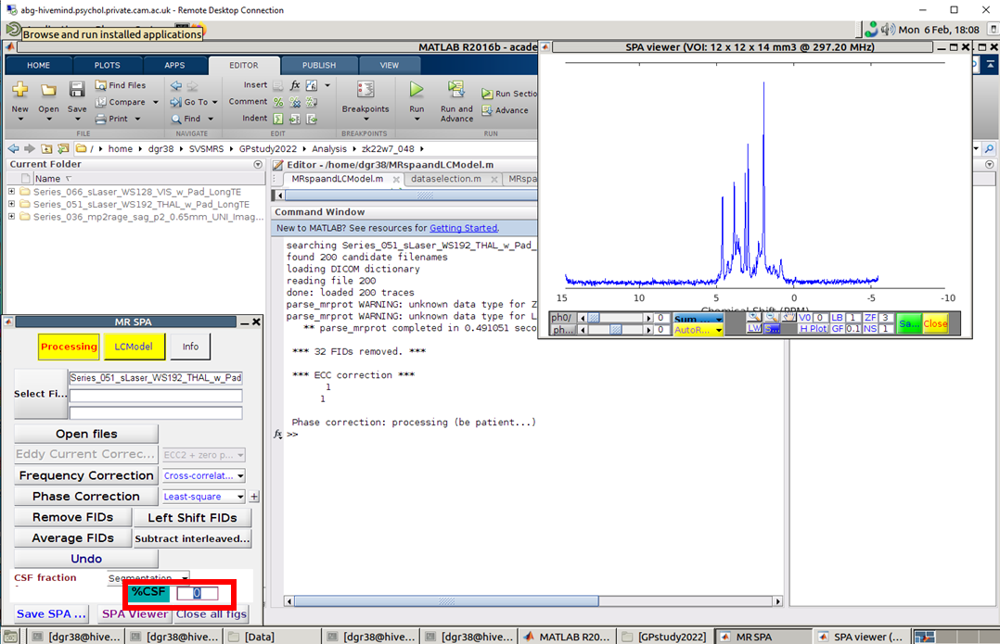 abg-hivemind.psychol.private.cam.ac.uk - Remote Desktop Connection
Browse and run installed applications
Mon 6 Feb, 18:08
MATLAB R2016b - acade
SPA viewer (VOI: 12 x 12 x 14 mm3 @ 297.20 MHz)
HOME PLOTS APPS EDITOR PUBLISH VIEW
New Open Save Find Files Compare Print
Go To Find
Insert fx
Comment
Indent
Breakpoints
Run
Run and Advance
Run Sectio
Advance
FILE NAVIGATE EDIT BREAKPOINTS RUN
/ home dgr38 SVSMRS GPstudy2022 Analysis zk22w7_048
Current Folder
Name
Series_066_sLaser_WS128_VIS_w_Pad_LongTE
Series_051_sLaser_WS192_THAL_w_Pad_LongTE
Series_036_mp2rage_sag_p2_0.65mm_UNI_Imag...
Editor - /home/dgr38/MRspaandLCModel.m
MRspaandLCModel.m dataselection.m MRspa
Command Window
New to MATLAB? See resources for Getting Started.
searching Series_051_sLaser_WS192_THAL_w_Pad_
found 200 candidate filenames
loading DICOM dictionary
reading file 200
done: loaded 200 traces
parse_mrprot WARNING: unknown data type for Z
parse_mrprot WARNING: unknown data type for L
** parse_mrprot completed in 0.491051 seco
*** 32 FIDs removed. ***
*** ECC correction ***
1
1
Phase correction: processing (be patient...)
fx >>
15 10 5 0 -5 -10
Chemical Shift (PPM)
ph0/ 0 Sum ... V0 0 LB 1 ZF 3
ph... 0 AutoR... LW S... H Plot GF 0.1 NS 1
Sa... Close
MR SPA
Processing LCModel Info
Select Fi... Series_051_sLaser_WS192_THAL_w_Pad
Open files
Eddy Current Correc... ECC2 + zero p...
Frequency Correction Cross-correlat...
Phase Correction Least-square +
Remove FIDs Left Shift FIDs
Average FIDs Subtract interleaved...
Undo
CSF fraction Segmentation
%CSF 0
Save SPA ... SPA Viewer Close all figs
[dgr38@hive... [dgr38@hive... [Data] [dgr38@hive... [dgr38@hive... MATLAB R20... [GPstudy2022] MR SPA SPA viewer (...